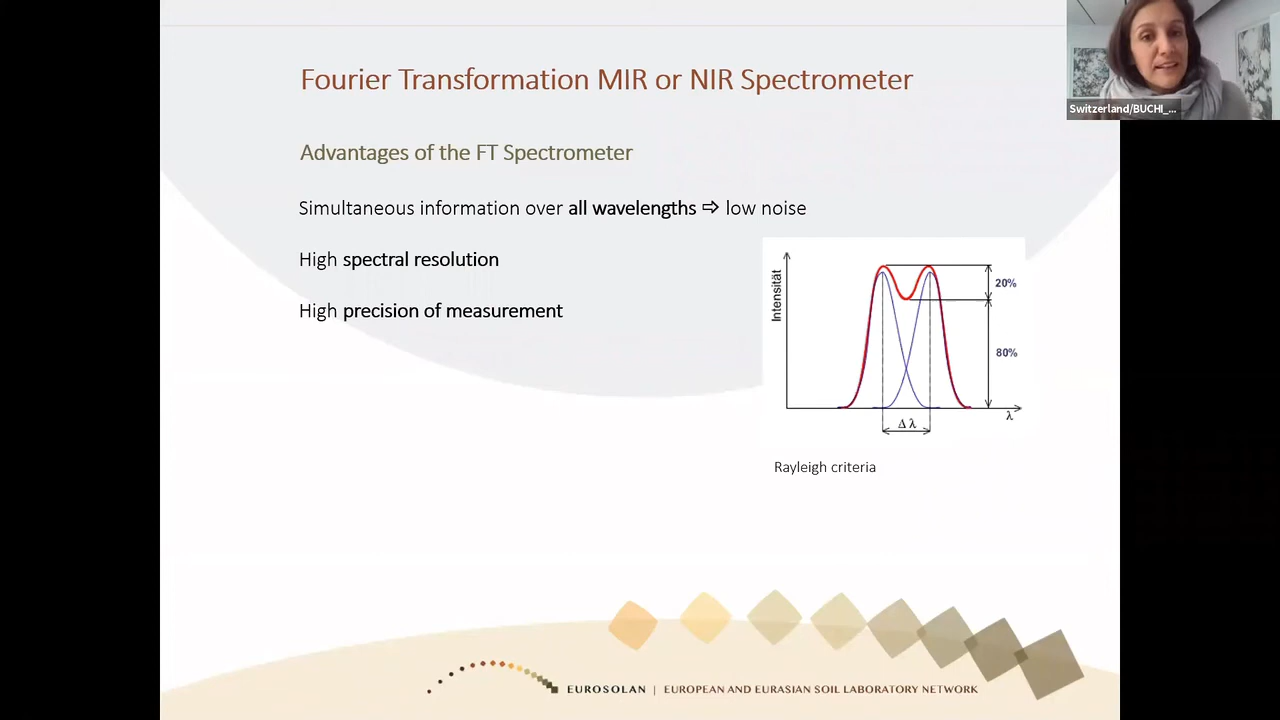 Fourier Transformation MIR or NIR Spectrometer
Switzerland/BUCHI_...
Advantages of the FT Spectrometer
Simultaneous information over all wavelengths ⇨ low noise
High spectral resolution
High precision of measurement
Intensität
20%
80%
λ
Δ λ
Rayleigh criteria
EUROSOLAN | EUROPEAN AND EURASIAN SOIL LABORATORY NETWORK